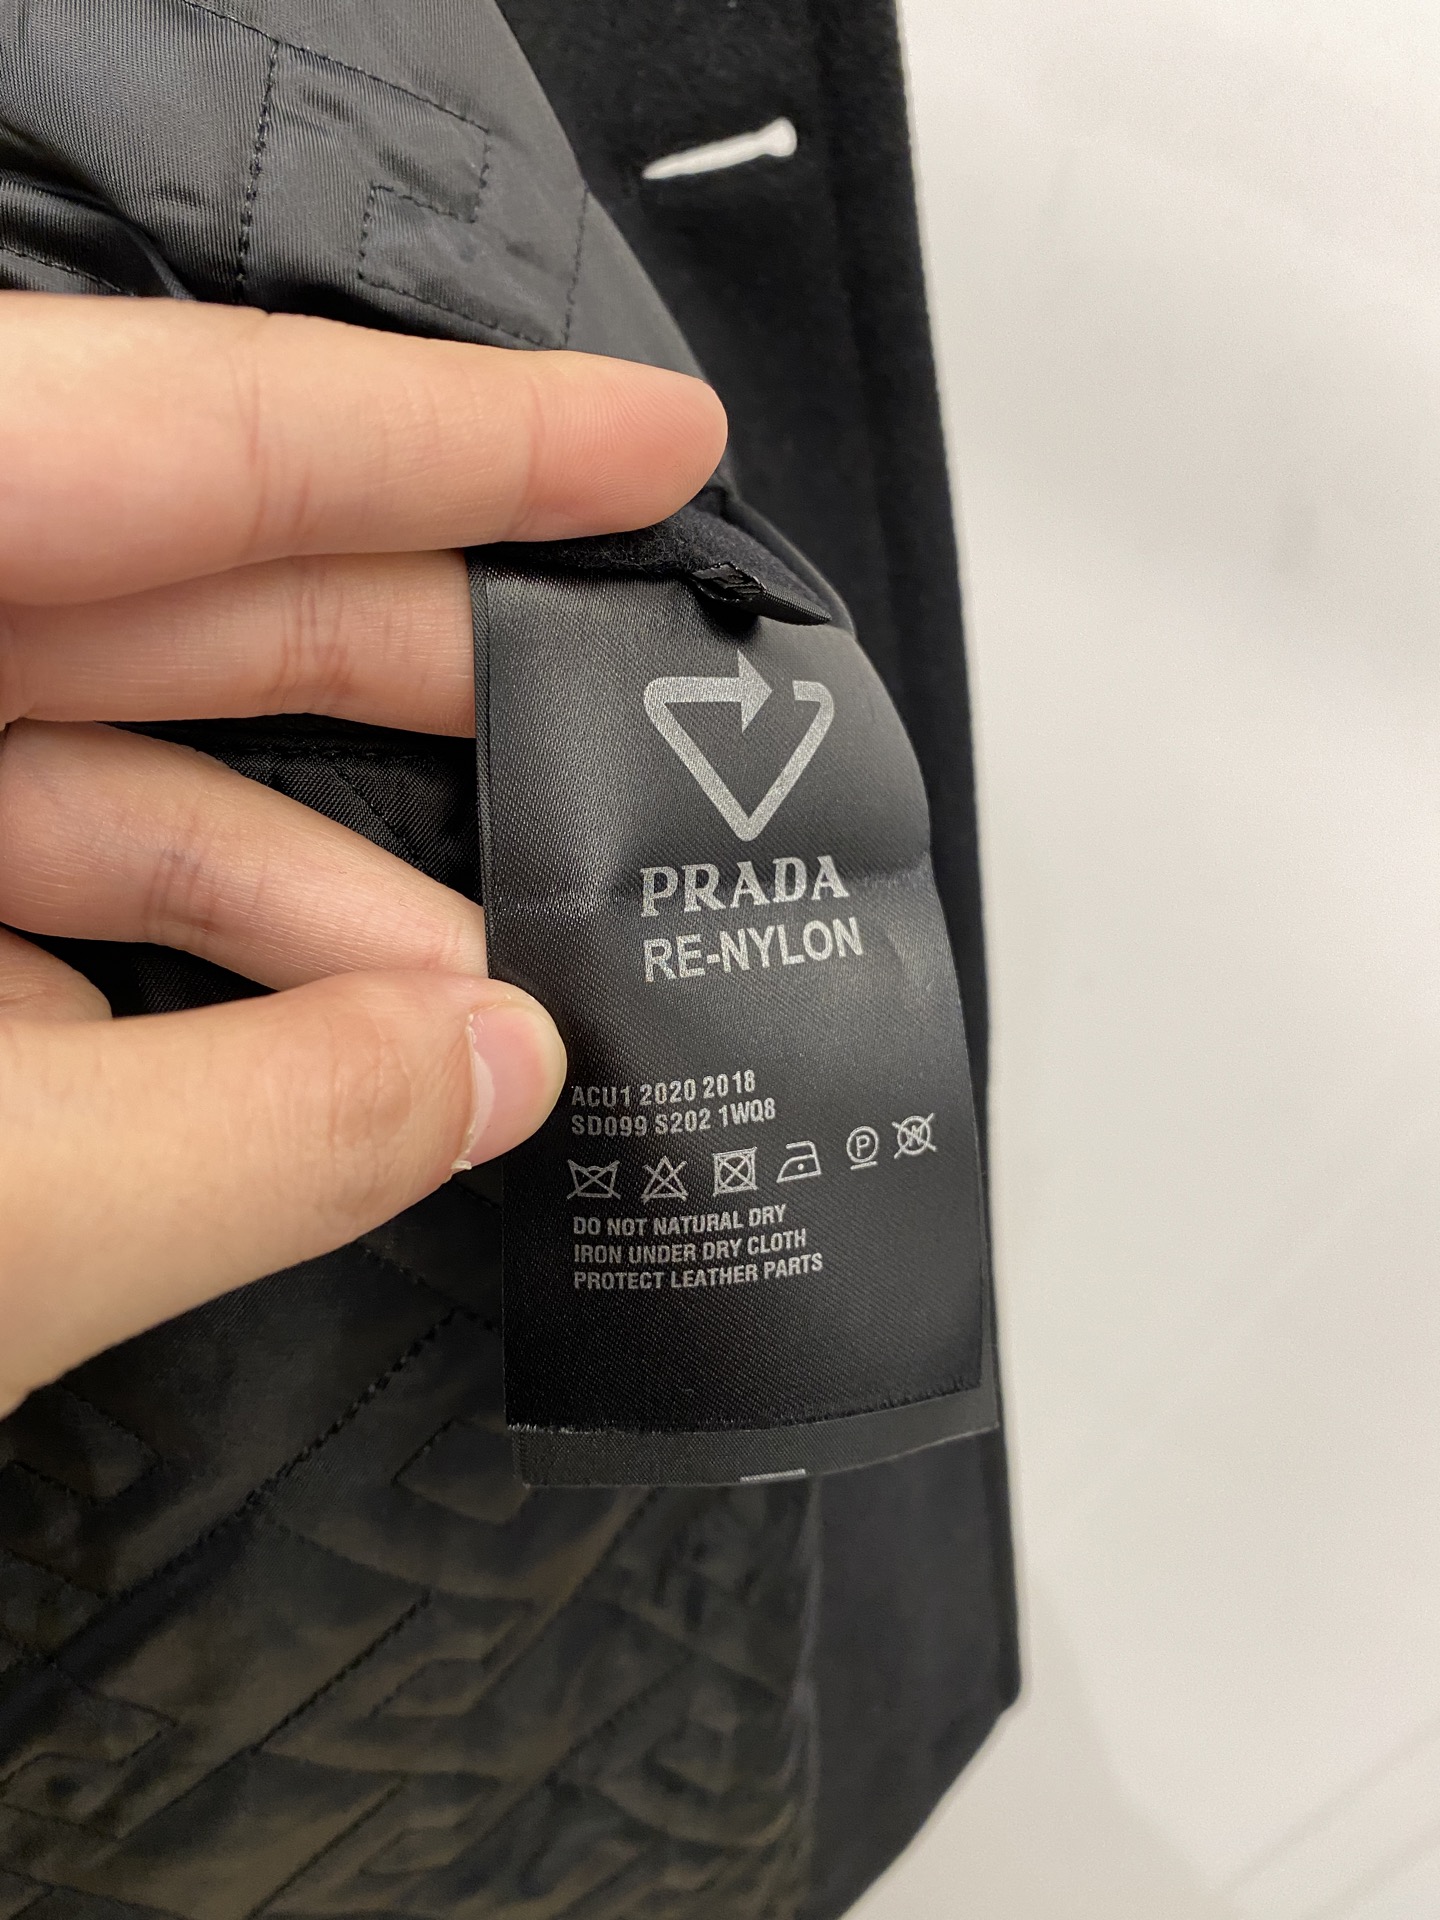 PRADA
RE-NYLON
ACU1 2020 2018
SD099 S202 1WQ8
P W
DO NOT NATURAL DRY
IRON UNDER DRY CLOTH
PROTECT LEATHER PARTS